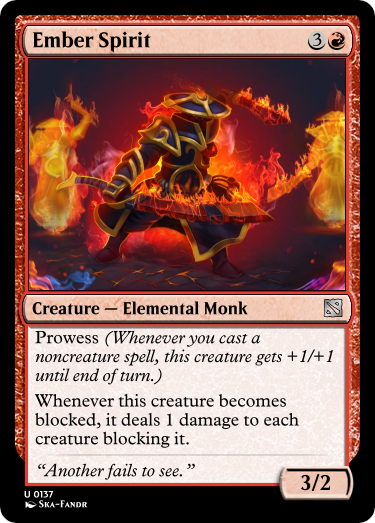 Ember Spirit 3
Creature — Elemental Monk
Prowess (Whenever you cast a
noncreature spell, this creature gets +1/+1
until end of turn.)
Whenever this creature becomes
blocked, it deals 1 damage to each
creature blocking it.
“Another fails to see.”
3/2
U 0137
Ska-Fandr